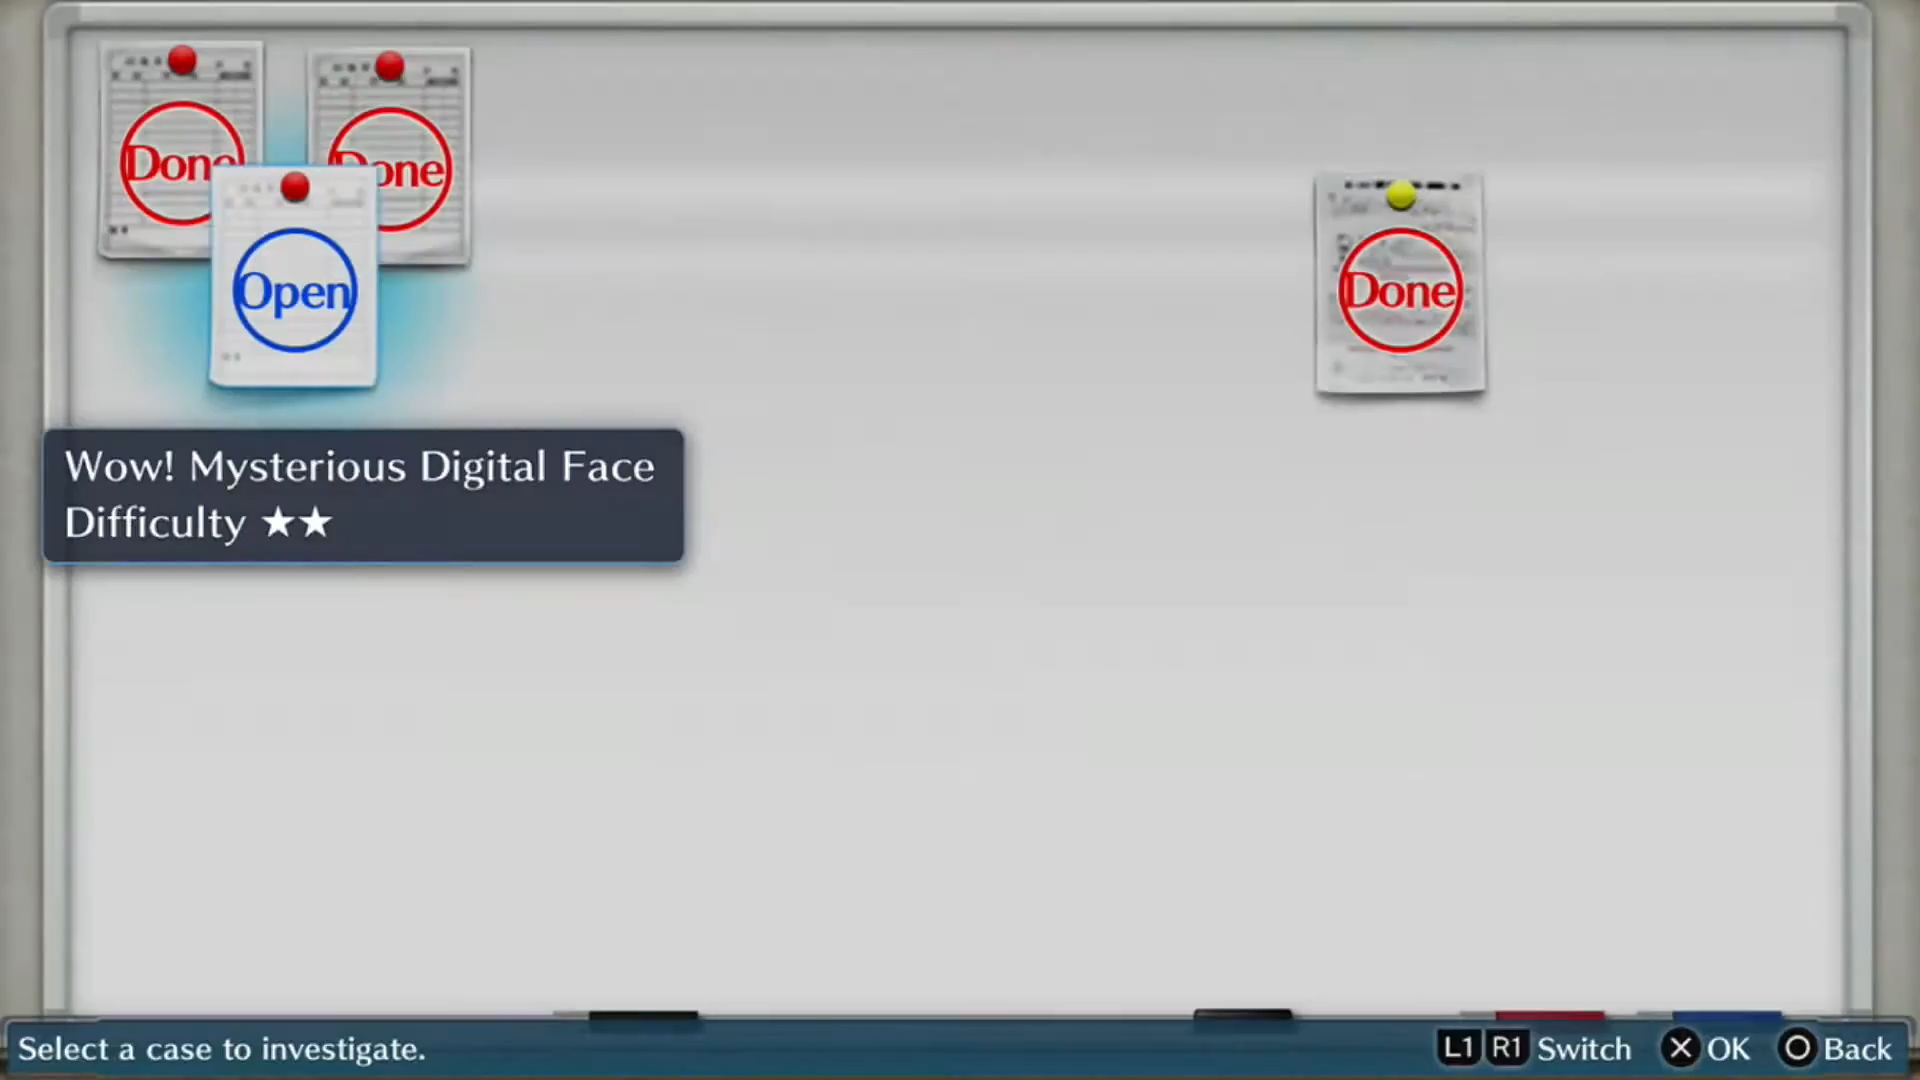 Done
Done
Open
Done
Wow! Mysterious Digital Face
Difficulty ★★
Select a case to investigate.
L1 R1 Switch OK Back